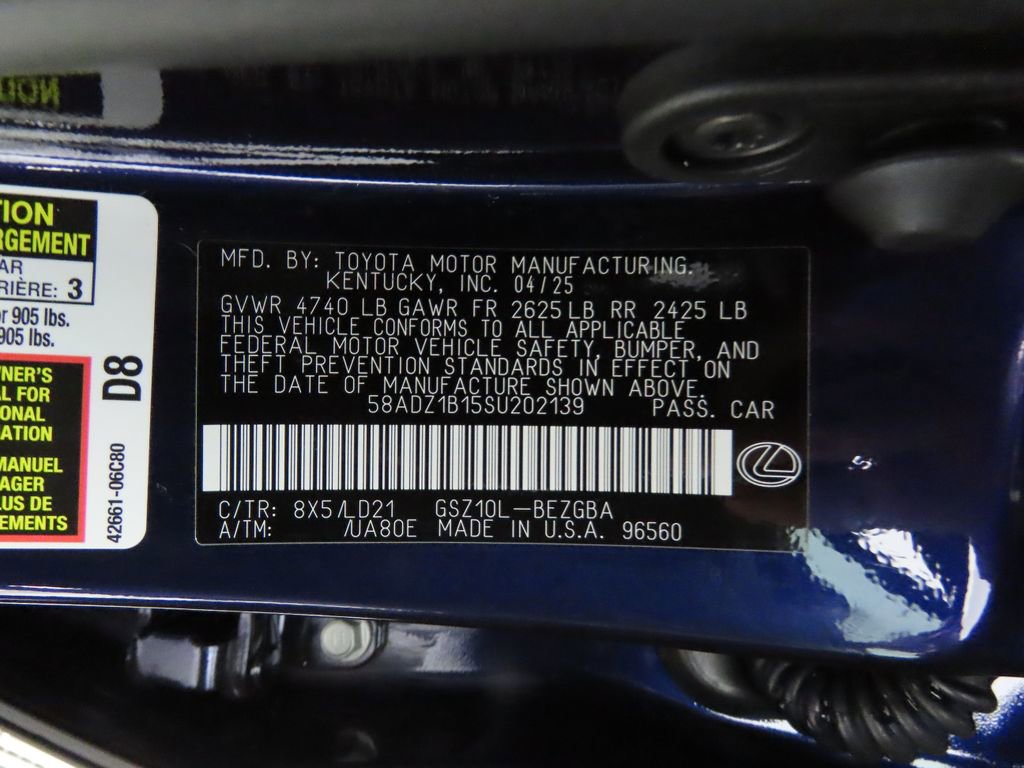 TION
RGEMENT
AR
RIÈRE: 3
r 905 lbs.
905 lbs.
NER'S
L FOR
ONAL
ATION
MANUEL
AGER
LUS DE
EMENTS
D8
42661-06C80
MFD. BY: TOYOTA MOTOR MANUFACTURING.
KENTUCKY, INC. 04/25
GVWR 4740 LB GAWR FR 2625 LB RR 2425 LB
THIS VEHICLE CONFORMS TO ALL APPLICABLE
FEDERAL MOTOR VEHICLE SAFETY, BUMPER, AND
THEFT PREVENTION STANDARDS IN EFFECT ON
THE DATE OF MANUFACTURE SHOWN ABOVE.
58ADZ1B15SU202139 PASS. CAR
C/TR: 8X5/LD21 GSZ10L-BEZGBA
A/TM: /UA80E MADE IN U.S.A. 96560